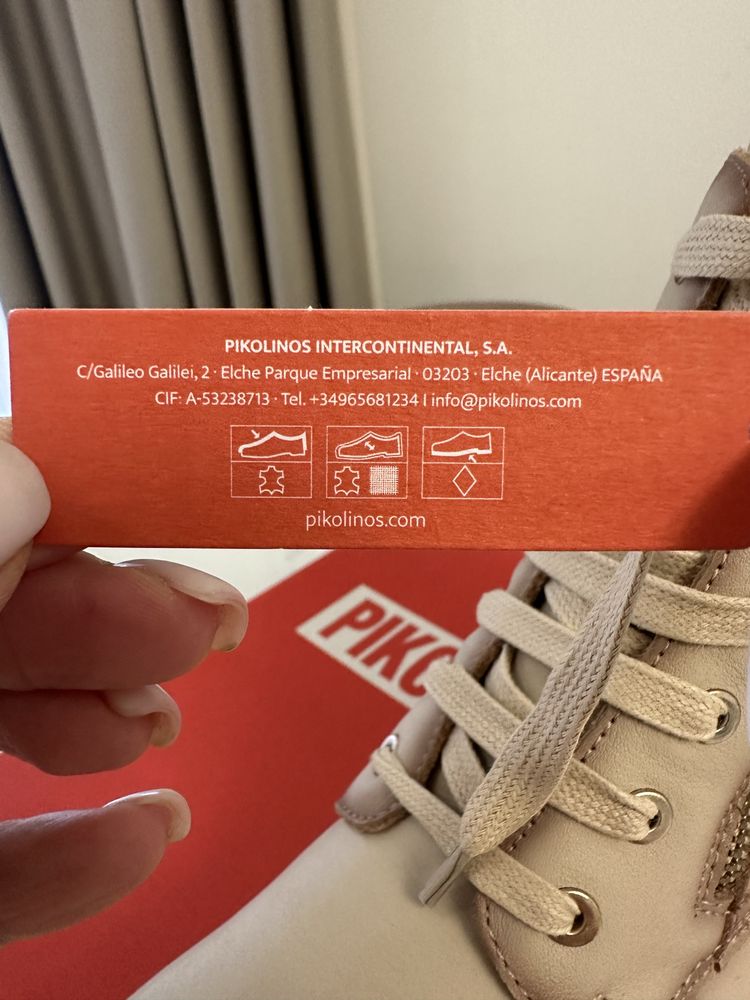 PIKOLINOS INTERCONTINENTAL, S.A.
C/Galileo Galilei, 2 · Elche Parque Empresarial · 03203 · Elche (Alicante) ESPAÑA
CIF: A-53238713 · Tel. +34965681234 I info@pikolinos.com
pikolinos.com
PIKO